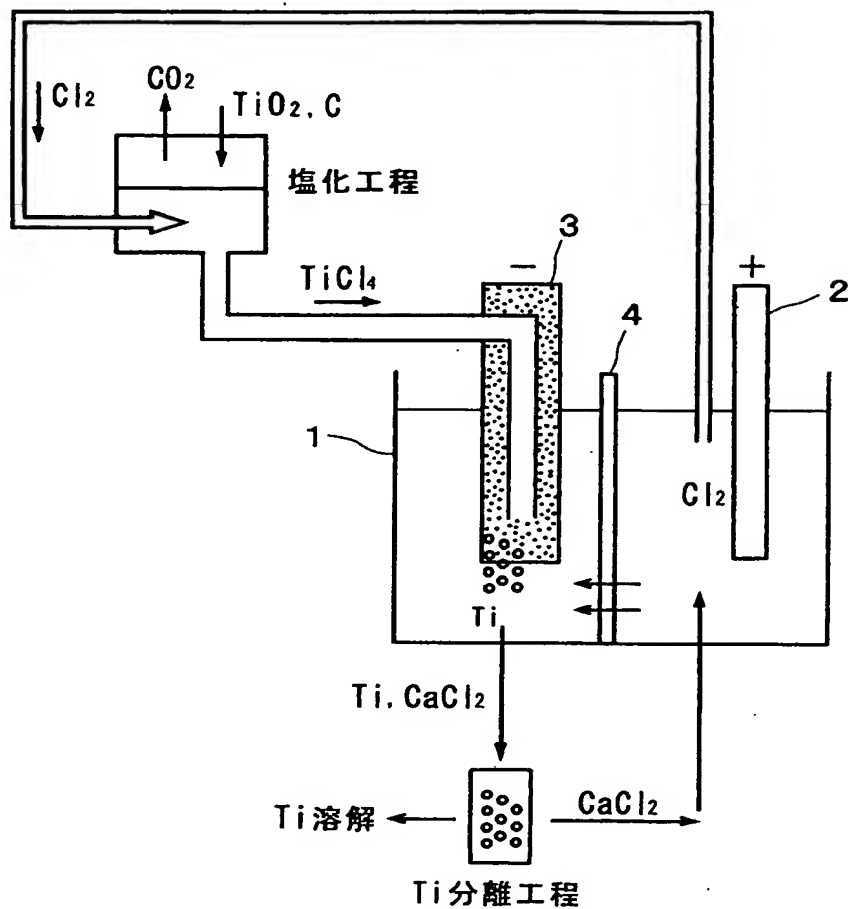 Cl2
CO2
TiO2, C
塩化工程
TiCl4
−
3
+
2
4
1
Cl2
Ti
Ti, CaCl2
CaCl2
Ti溶解
Ti分離工程